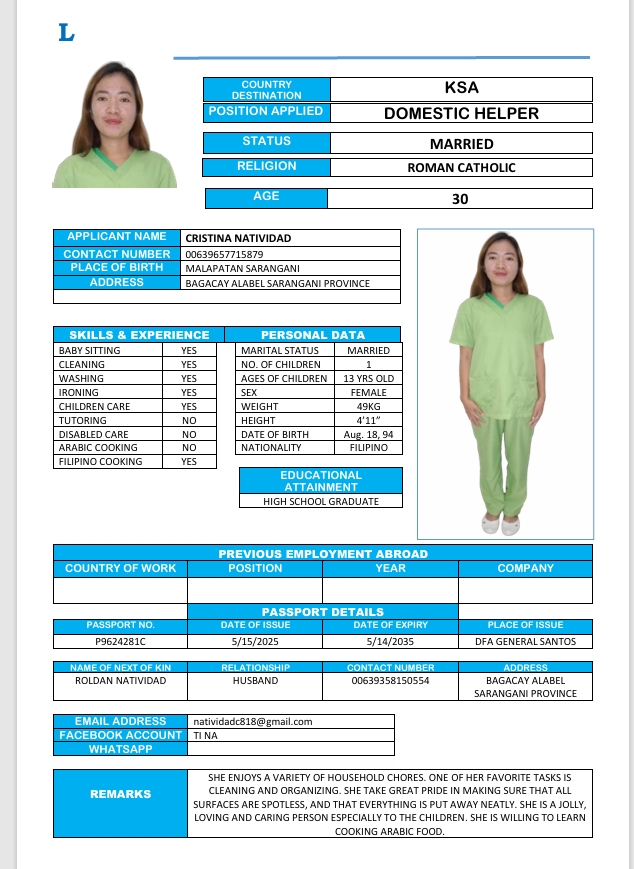 L
COUNTRY DESTINATION KSA
POSITION APPLIED DOMESTIC HELPER
STATUS MARRIED
RELIGION ROMAN CATHOLIC
AGE 30
APPLICANT NAME CRISTINA NATIVIDAD
CONTACT NUMBER 00639657715879
PLACE OF BIRTH MALAPATAN SARANGANI
ADDRESS BAGACAY ALABEL SARANGANI PROVINCE
SKILLS & EXPERIENCE PERSONAL DATA
BABY SITTING YES MARITAL STATUS MARRIED
CLEANING YES NO. OF CHILDREN 1
WASHING YES AGES OF CHILDREN 13 YRS OLD
IRONING YES SEX FEMALE
CHILDREN CARE YES WEIGHT 49KG
TUTORING NO HEIGHT 4’11”
DISABLED CARE NO DATE OF BIRTH Aug. 18, 94
ARABIC COOKING NO NATIONALITY FILIPINO
FILIPINO COOKING YES
EDUCATIONAL
ATTAINMENT
HIGH SCHOOL GRADUATE
PREVIOUS EMPLOYMENT ABROAD
COUNTRY OF WORK POSITION YEAR COMPANY
PASSPORT DETAILS
PASSPORT NO. DATE OF ISSUE DATE OF EXPIRY PLACE OF ISSUE
P9624281C 5/15/2025 5/14/2035 DFA GENERAL SANTOS
NAME OF NEXT OF KIN RELATIONSHIP CONTACT NUMBER ADDRESS
ROLDAN NATIVIDAD HUSBAND 00639358150554 BAGACAY ALABEL
SARANGANI PROVINCE
EMAIL ADDRESS natividadc818@gmail.com
FACEBOOK ACCOUNT TI NA
WHATSAPP
REMARKS
SHE ENJOYS A VARIETY OF HOUSEHOLD CHORES. ONE OF HER FAVORITE TASKS IS
CLEANING AND ORGANIZING. SHE TAKE GREAT PRIDE IN MAKING SURE THAT ALL
SURFACES ARE SPOTLESS, AND THAT EVERYTHING IS PUT AWAY NEATLY. SHE IS A JOLLY,
LOVING AND CARING PERSON ESPECIALLY TO THE CHILDREN. SHE IS WILLING TO LEARN
COOKING ARABIC FOOD.